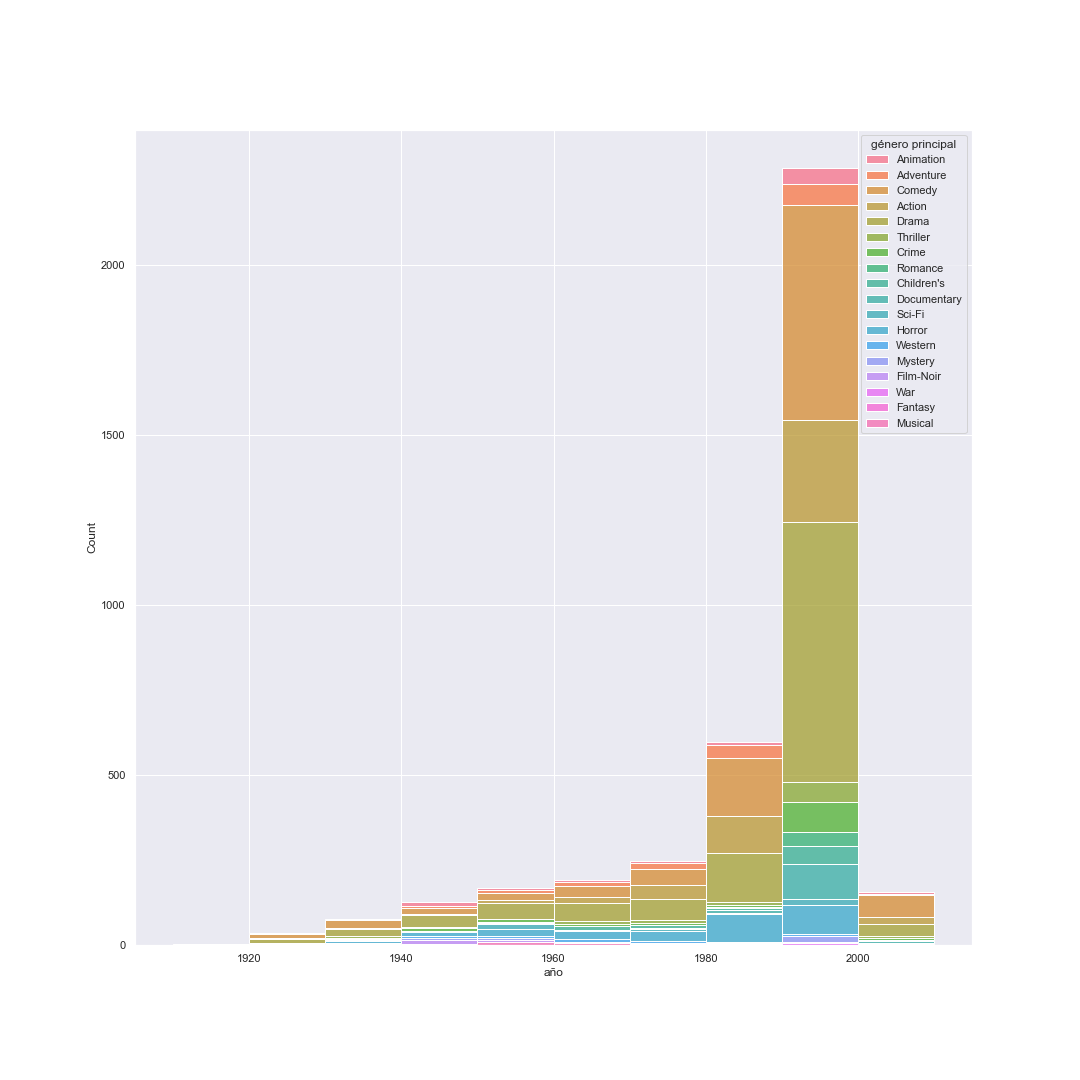 género principal
Animation
Adventure
Comedy
Action
Drama
Thriller
Crime
Romance
Children's
Documentary
Sci-Fi
Horror
Western
Mystery
Film-Noir
War
Fantasy
Musical
2000
1500
1000
500
0
Count
1920 1940 1960 1980 2000
año